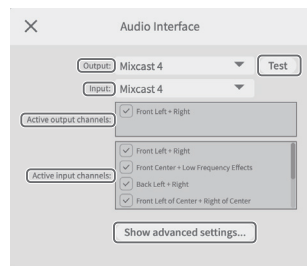 Audio Interface
Output: Mixcast 4 Test
Input: Mixcast 4
Active output channels:
Front Left + Right
Active input channels:
Front Left + Right
Front Center + Low Frequency Effects
Back Left + Right
Front Left of Center + Right of Center
Show advanced settings...